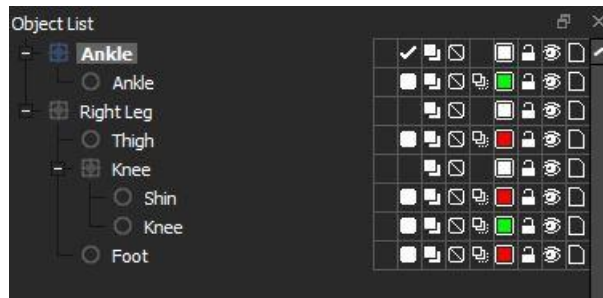 Object List
Ankle
Ankle
Right Leg
Thigh
Knee
Shin
Knee
Foot